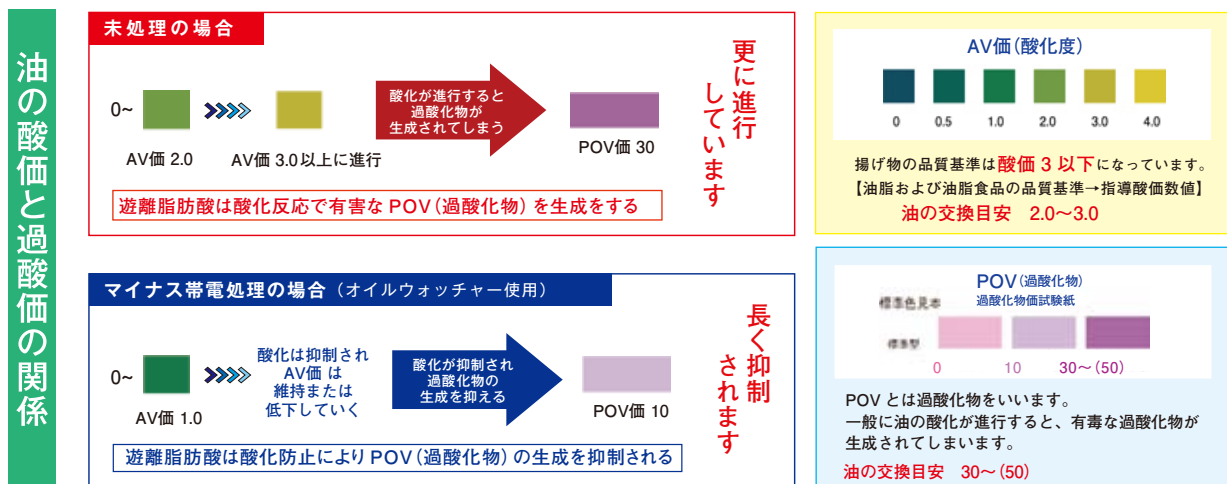 油の酸価と過酸価の関係
未処理の場合
0~
AV価 2.0
AV価 3.0以上に進行
酸化が進行すると
過酸化物が
生成されてしまう
POV価 30
更に進行
しています
遊離脂肪酸は酸化反応で有害な POV(過酸化物)を生成をする
マイナス帯電処理の場合(オイルウォッチャー使用)
0~
AV価 1.0
酸化は抑制され
AV価 は
維持または
低下していく
酸化が抑制され
過酸化物の
生成を抑える
POV価 10
長く抑制
されます
遊離脂肪酸は酸化防止により POV(過酸化物)の生成を抑制される
AV価(酸化度)
0 0.5 1.0 2.0 3.0 4.0
揚げ物の品質基準は酸価 3 以下になっています。
【油脂および油脂食品の品質基準→指導酸価数値】
油の交換目安 2.0〜3.0
POV(過酸化物)
過酸化物価試験紙
標準色見本
標準型
0 10 30〜(50)
POV とは過酸化物をいいます。
一般に油の酸化が進行すると、有毒な過酸化物が
生成されてしまいます。
油の交換目安 30〜(50)